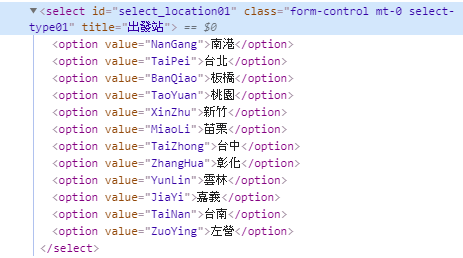 ▼<select id="select_location01" class="form-control mt-0 select-
type01" title="出發站"> == $0
<option value="NanGang">南港</option>
<option value="TaiPei">台北</option>
<option value="BanQiao">板橋</option>
<option value="TaoYuan">桃園</option>
<option value="XinZhu">新竹</option>
<option value="MiaoLi">苗栗</option>
<option value="TaiZhong">台中</option>
<option value="ZhangHua">彰化</option>
<option value="YunLin">雲林</option>
<option value="JiaYi">嘉義</option>
<option value="TaiNan">台南</option>
<option value="ZuoYing">左營</option>
</select>